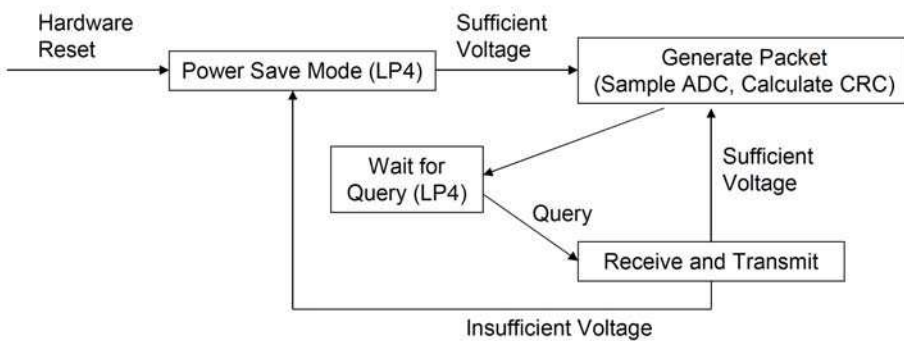 Hardware
Reset
Power Save Mode (LP4)
Sufficient
Voltage
Generate Packet
(Sample ADC, Calculate CRC)
Wait for
Query (LP4)
Sufficient
Voltage
Query
Receive and Transmit
Insufficient Voltage